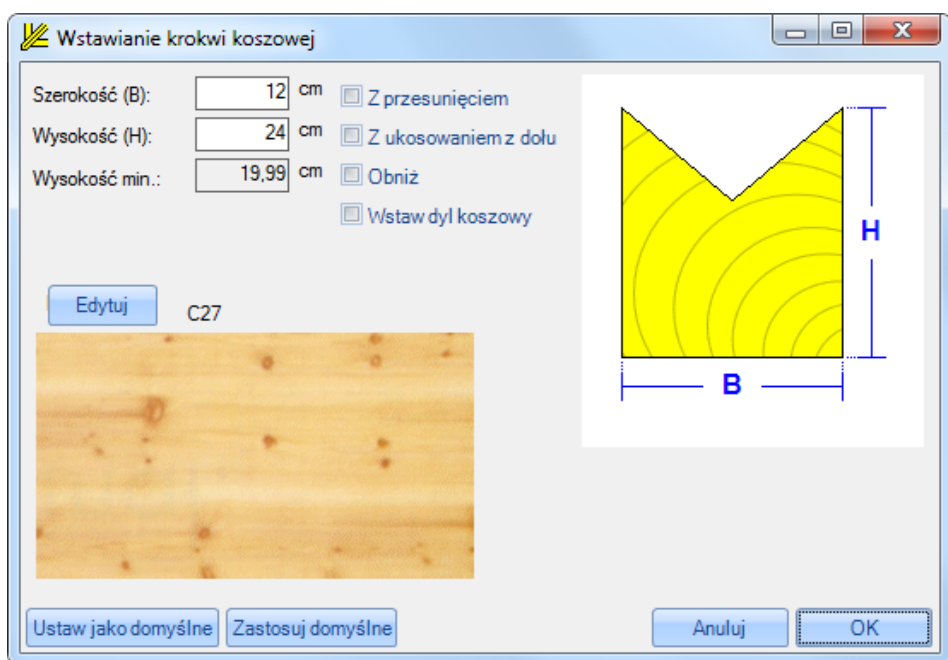 Wstawianie krokwi koszowej
Szerokość (B): 12 cm
Wysokość (H): 24 cm
Wysokość min.: 19,99 cm
Z przesunięciem
Z ukosowaniem z dołu
Obniż
Wstaw dyl koszowy
H
B
Edytuj C27
Ustaw jako domyślne Zastosuj domyślne Anuluj OK